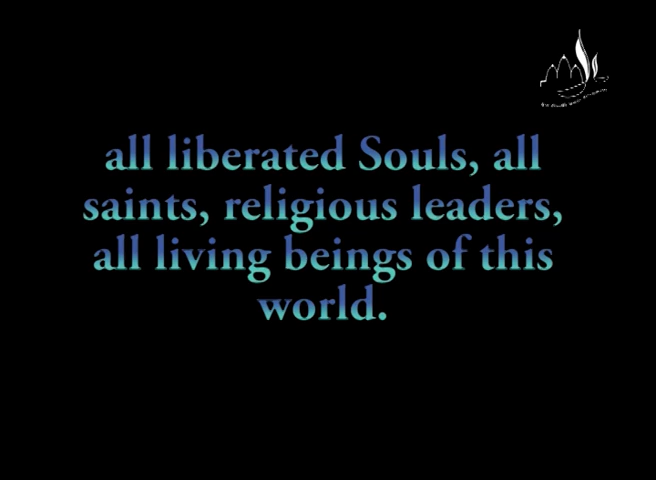 all liberated Souls, all
saints, religious leaders,
all living beings of this
world.